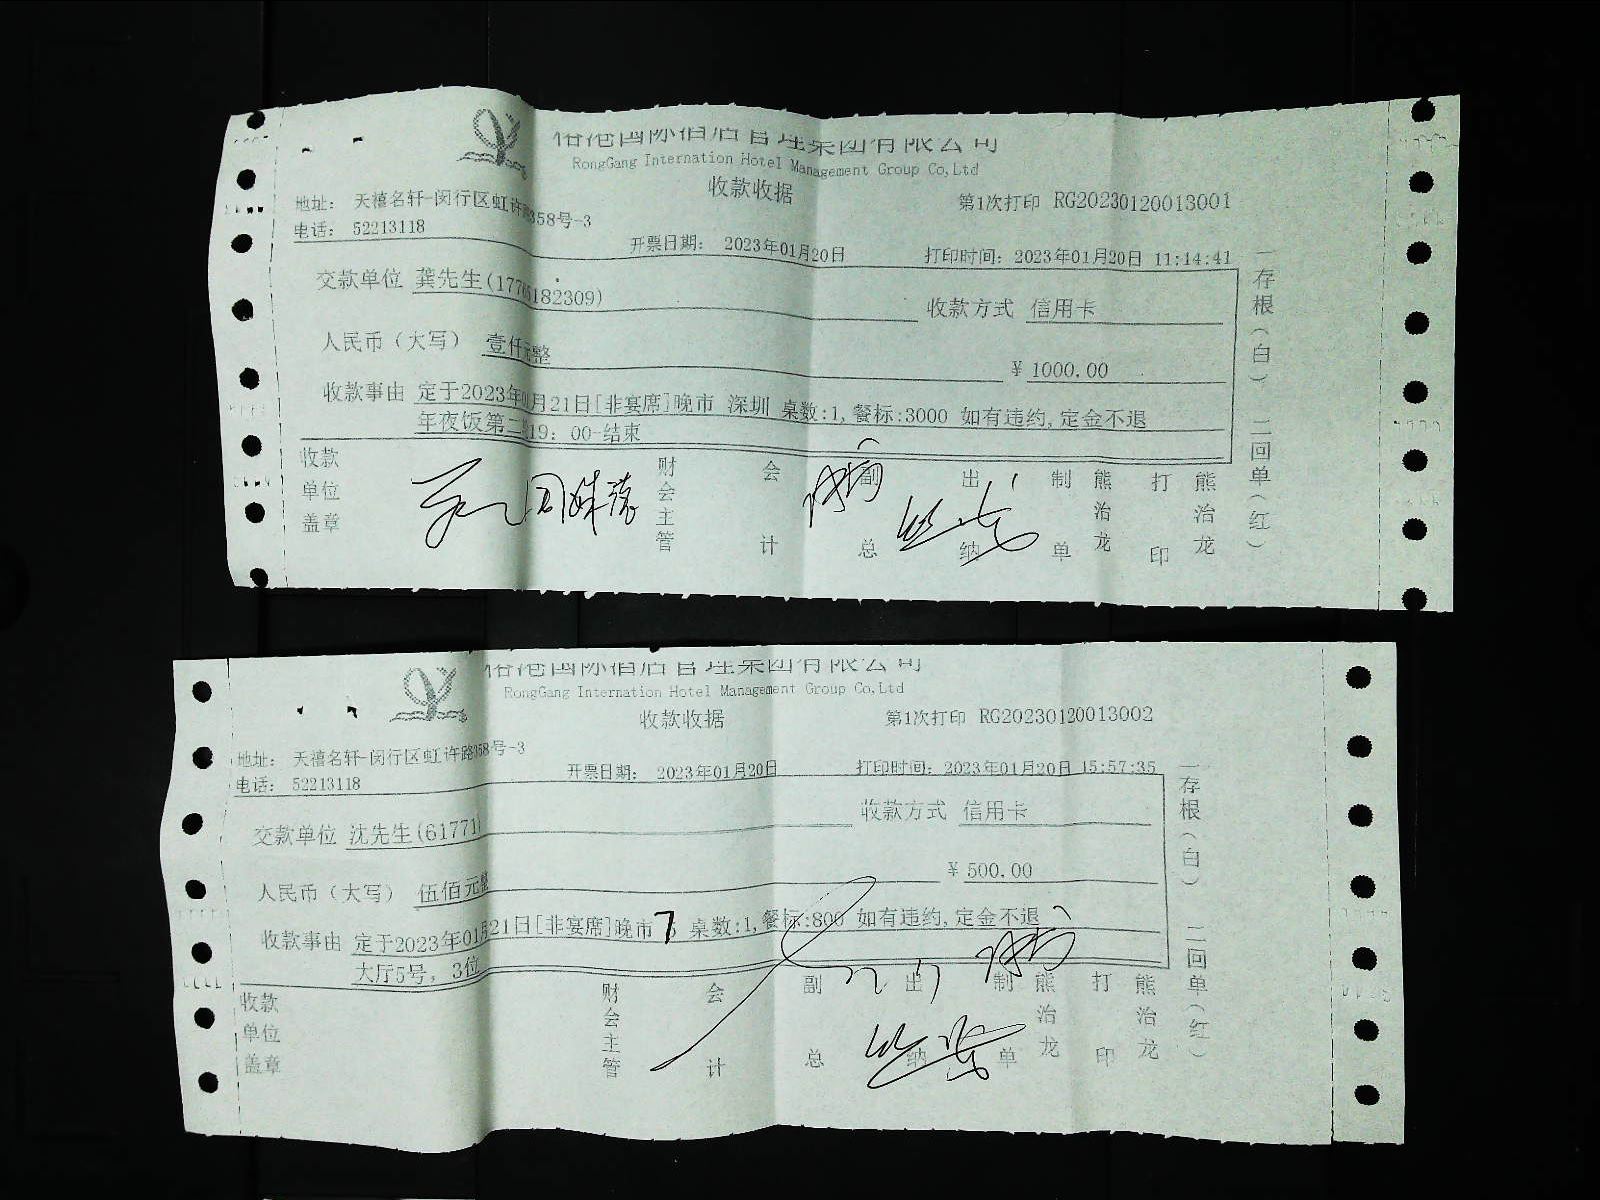 国际酒店管理集团有限公司
RongGang Internation Hotel Management Group Co,Ltd
收款收据
第1次打印 RG20230120013001
地址： 天禧名轩-闵行区虹许路358号-3
电话： 52213118
开票日期： 2023年01月20日
打印时间：2023年01月20日 11:14:41
交款单位 龚先生
收款方式 信用卡
人民币（大写） 壹仟元整
￥1000.00
收款事由 定于2023年01月21日[非宴席]晚市 深圳 桌数:1,餐标:3000 如有违约,定金不退
年夜饭第二 19：00-结束
收款单位盖章 财会主管 会计 副总 出纳 制单 熊治龙 打印 熊治龙
一存根（白） 二回单（红）
国际酒店管理集团有限公司
RongGang Internation Hotel Management Group Co,Ltd
收款收据
第1次打印 RG20230120013002
地址： 天禧名轩-闵行区虹许路358号-3
电话： 52213118
开票日期： 2023年01月20日
打印时间：2023年01月20日 15:57:35
交款单位 沈先生(61771)
收款方式 信用卡
人民币（大写） 伍佰元整
￥500.00
收款事由 定于2023年01月21日[非宴席]晚市 7 桌数:1,餐标:800 如有违约,定金不退
大厅5号，3位
收款单位盖章 财会主管 会计 副总 出纳 制单 熊治龙 打印 熊治龙
一存根（白） 二回单（红）